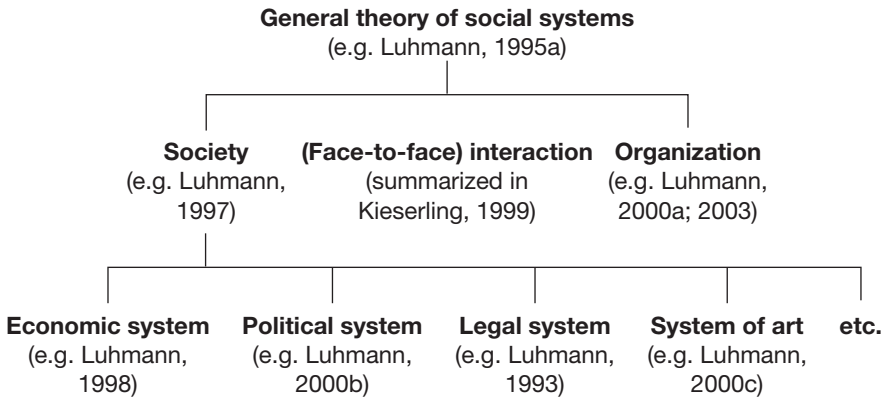 General theory of social systems
(e.g. Luhmann, 1995a)
Society
(e.g. Luhmann,
1997)
(Face-to-face) interaction
(summarized in
Kieserling, 1999)
Organization
(e.g. Luhmann,
2000a; 2003)
Economic system
(e.g. Luhmann,
1998)
Political system
(e.g. Luhmann,
2000b)
Legal system
(e.g. Luhmann,
1993)
System of art
(e.g. Luhmann,
2000c)
etc.